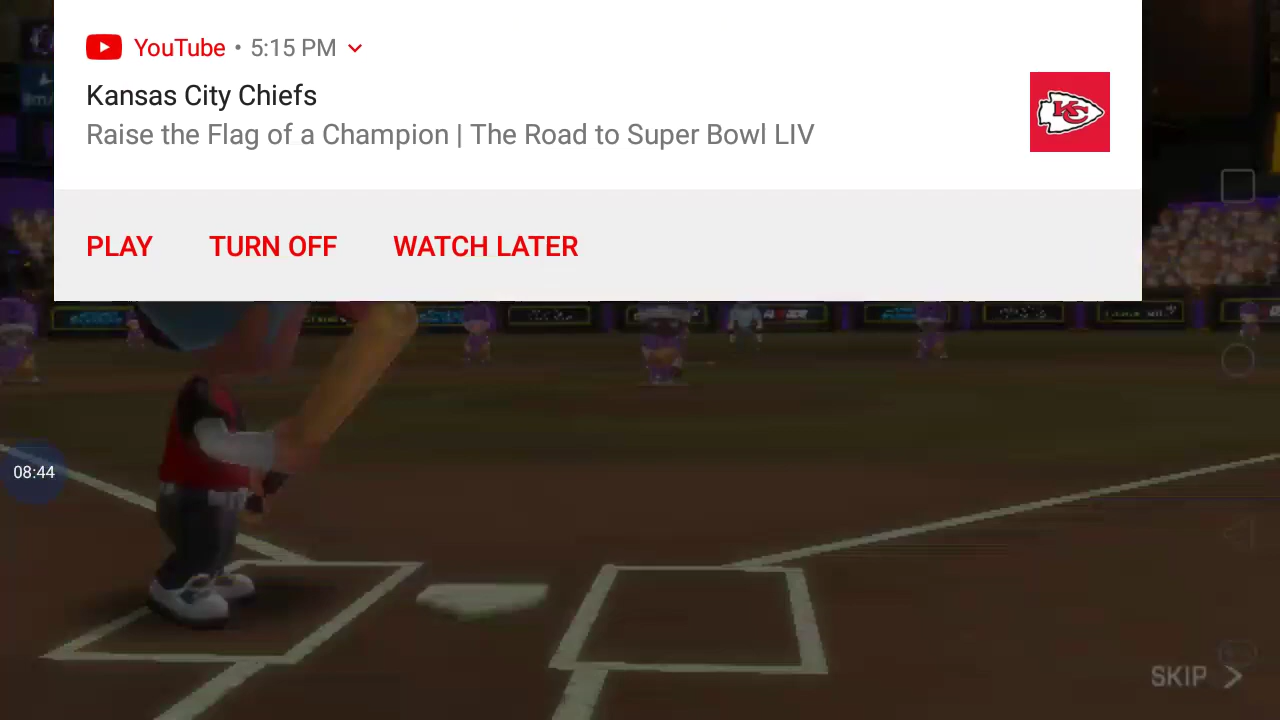 YouTube • 5:15 PM
Kansas City Chiefs
Raise the Flag of a Champion | The Road to Super Bowl LIV
KC
PLAY TURN OFF WATCH LATER
08:44
SKIP >